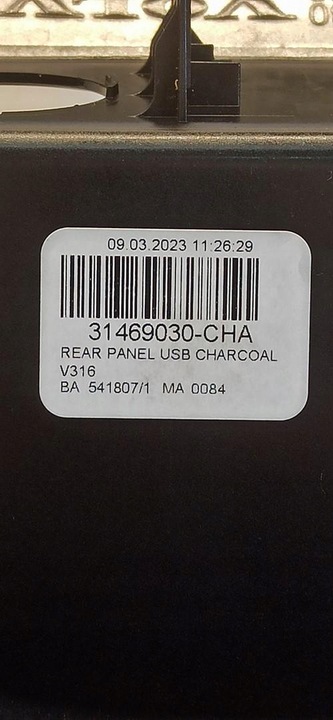 09.03.2023 11:26:29
31469030-CHA
REAR PANEL USB CHARCOAL
V316
BA 541807/1 MA 0084